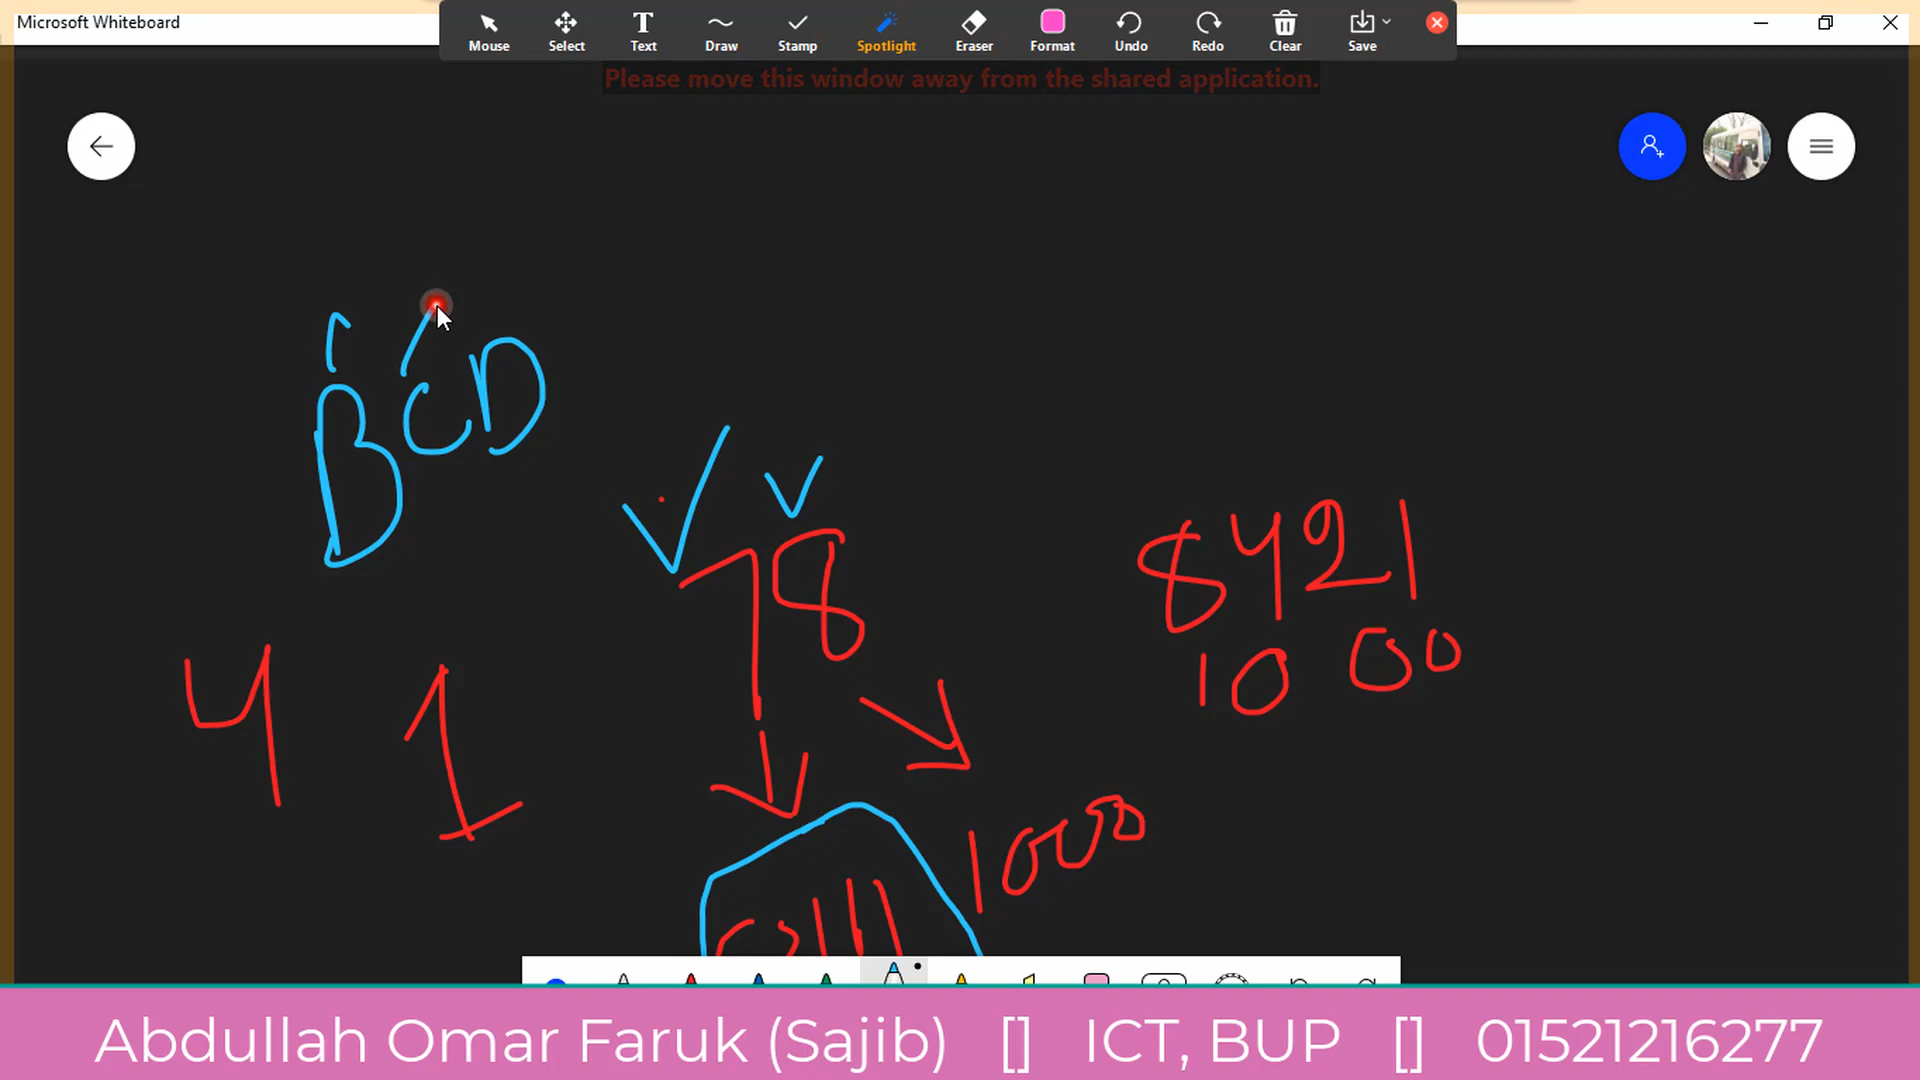 Microsoft Whiteboard
Mouse Select Text Draw Stamp Spotlight Eraser Format Undo Redo Clear Save
Please move this window away from the shared application.
BCD
78
8421
1000
4 1
1000
0111
Abdullah Omar Faruk (Sajib) [] ICT, BUP [] 01521216277